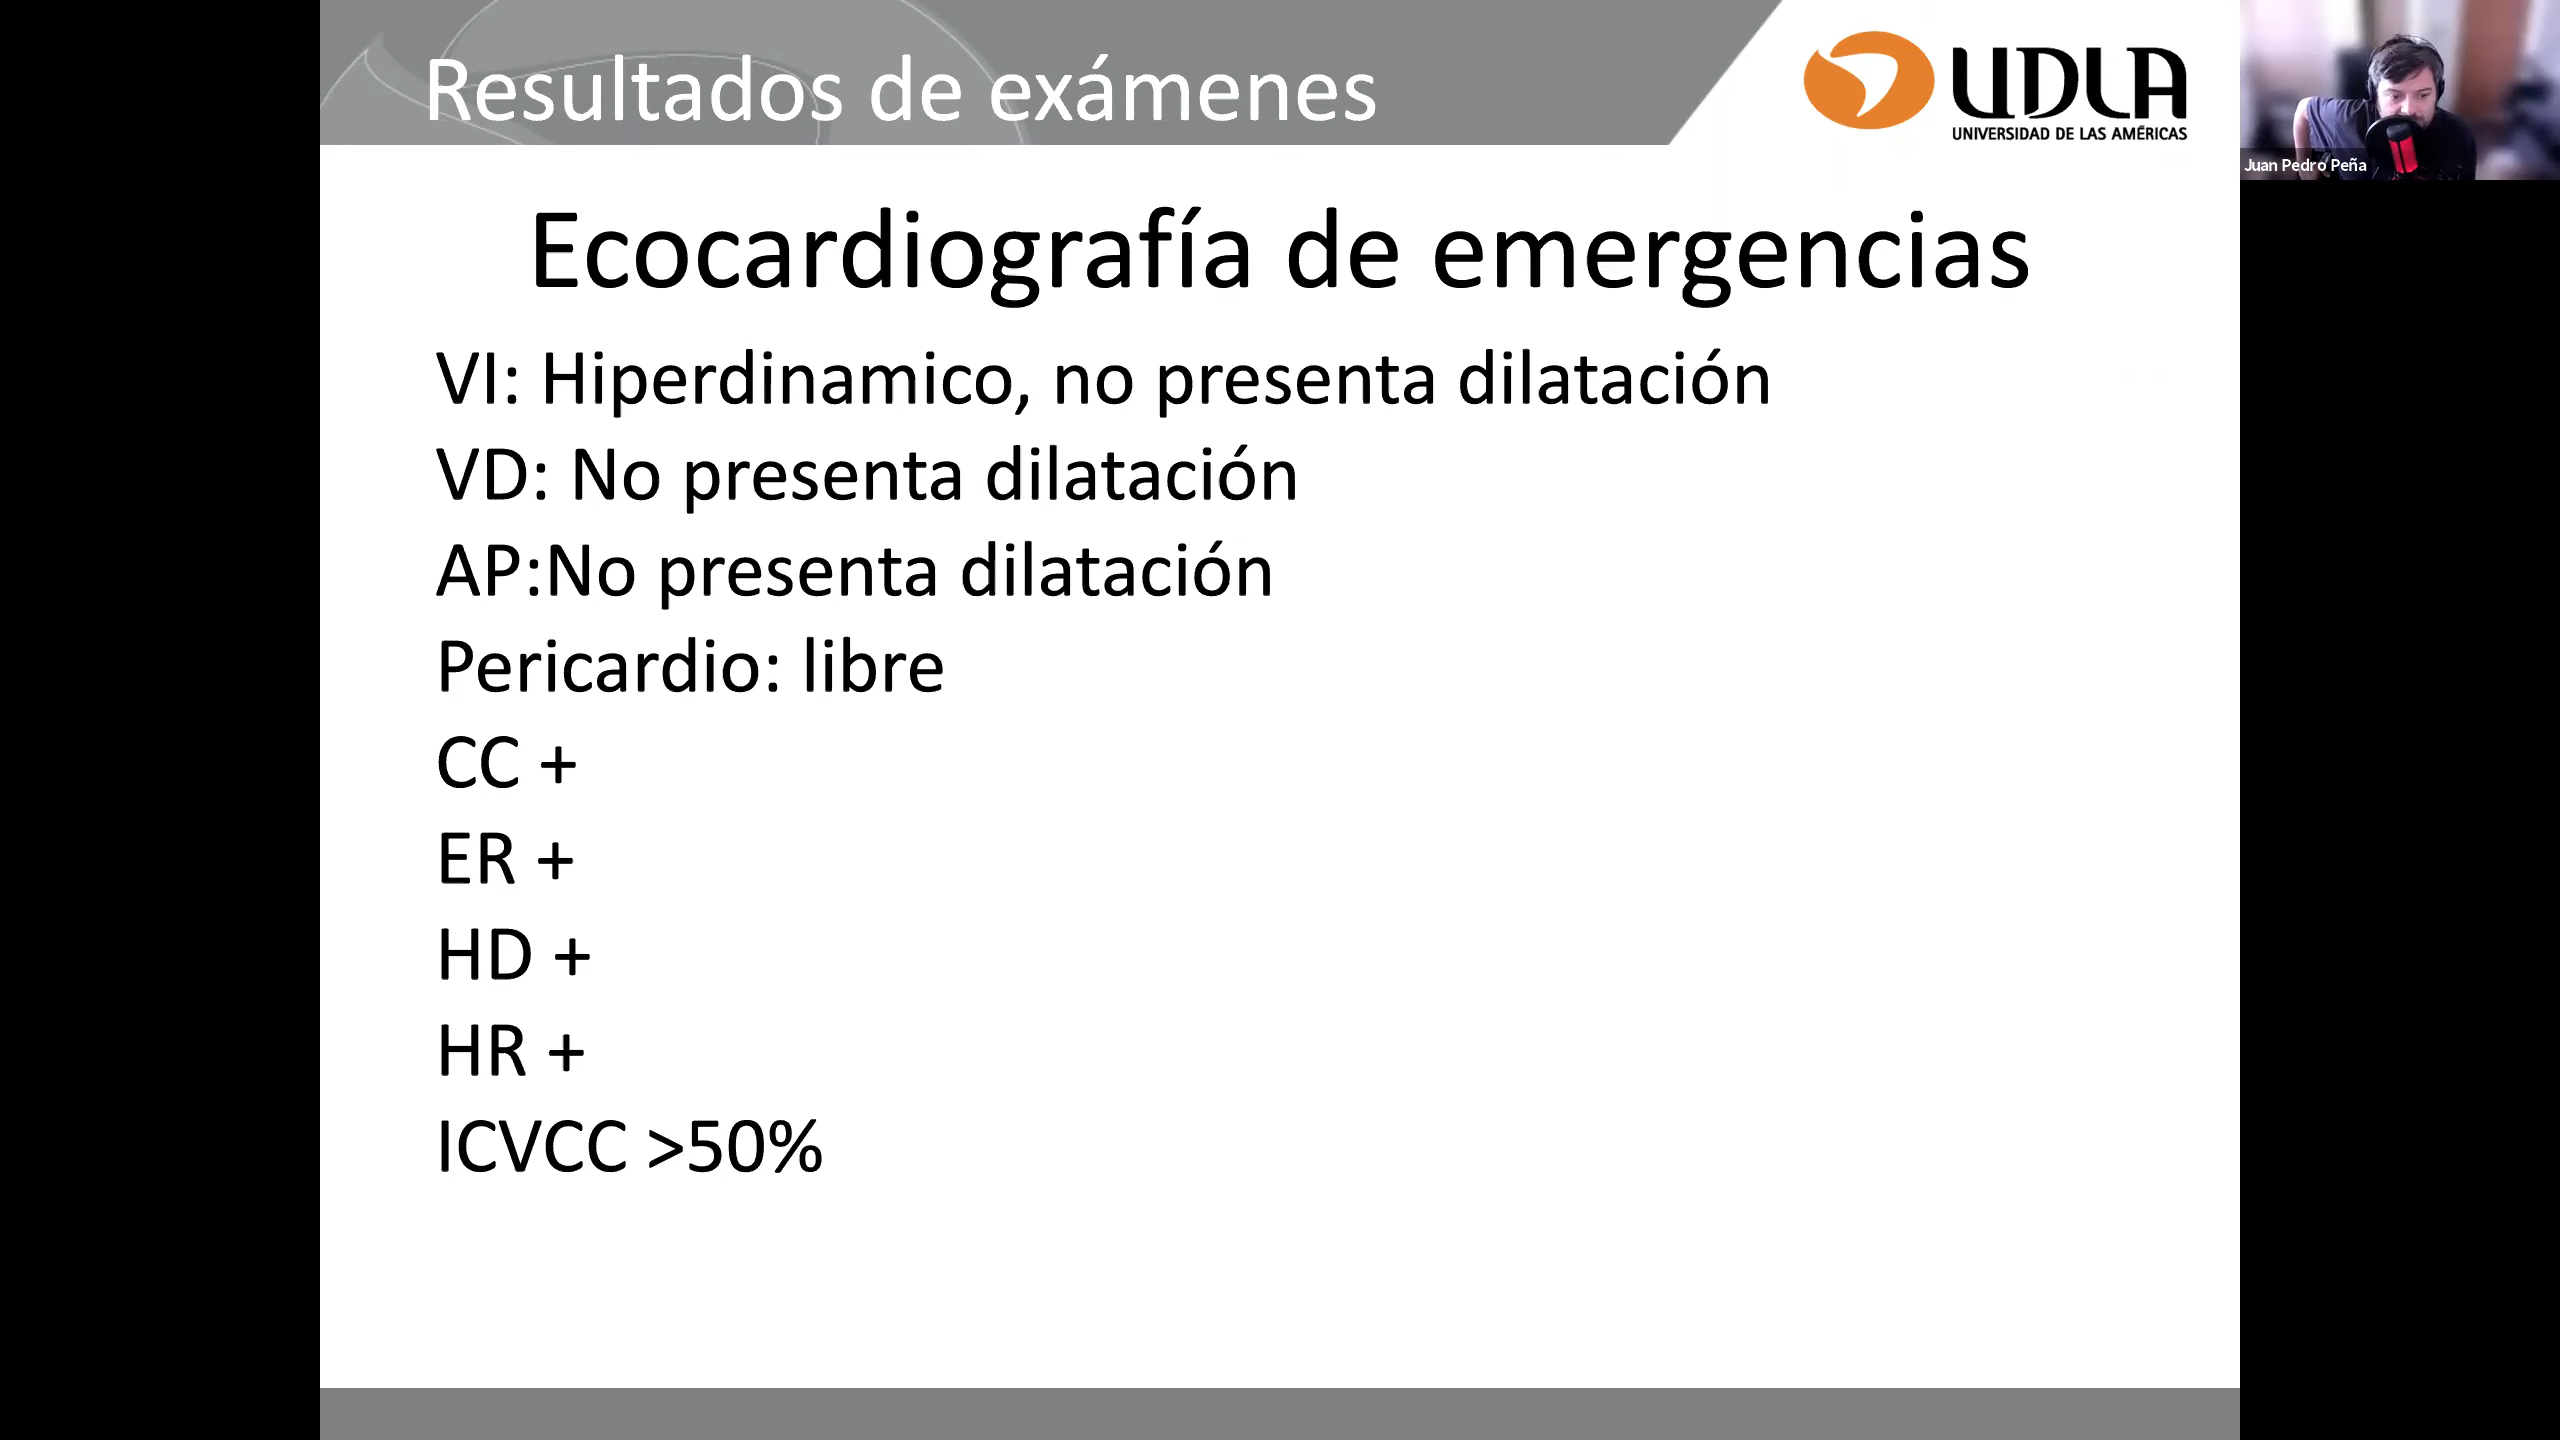 Resultados de exámenes
UDLA
UNIVERSIDAD DE LAS AMÉRICAS
Juan Pedro Peña
Ecocardiografía de emergencias
VI: Hiperdinamico, no presenta dilatación
VD: No presenta dilatación
AP:No presenta dilatación
Pericardio: libre
CC +
ER +
HD +
HR +
ICVCC >50%